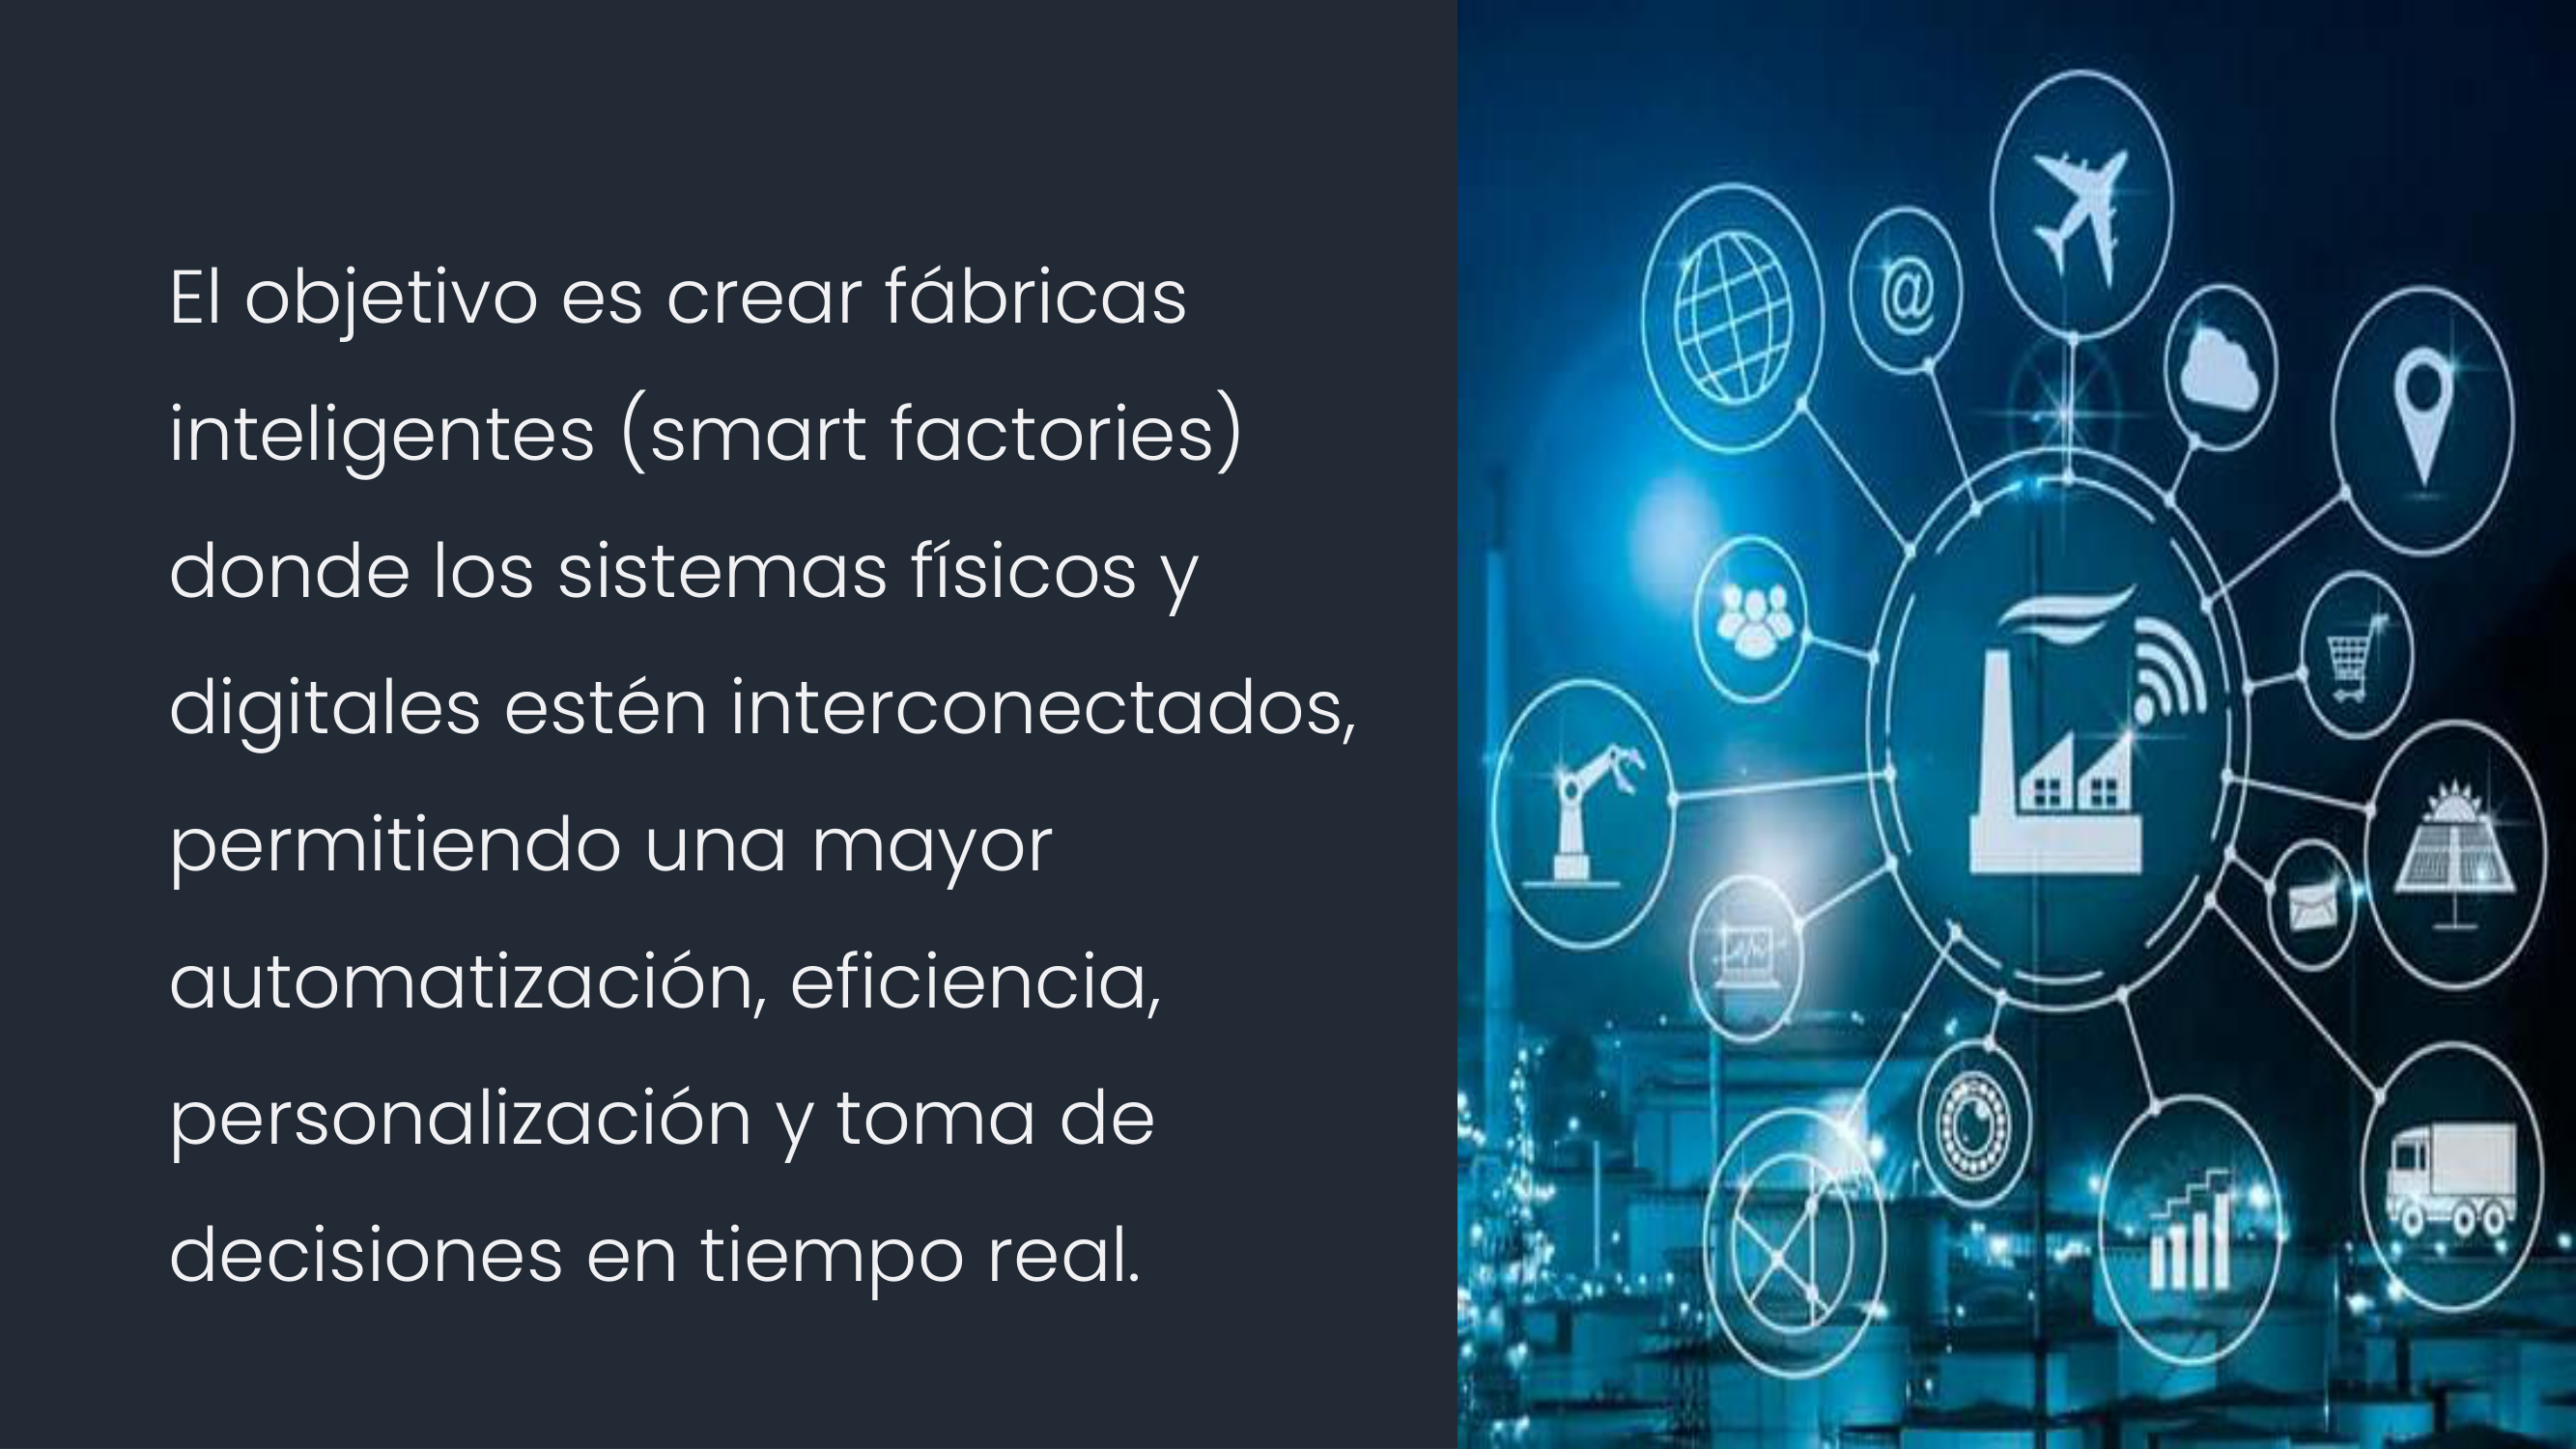 El objetivo es crear fábricas
inteligentes (smart factories)
donde los sistemas físicos y
digitales estén interconectados,
permitiendo una mayor
automatización, eficiencia,
personalización y toma de
decisiones en tiempo real.
@